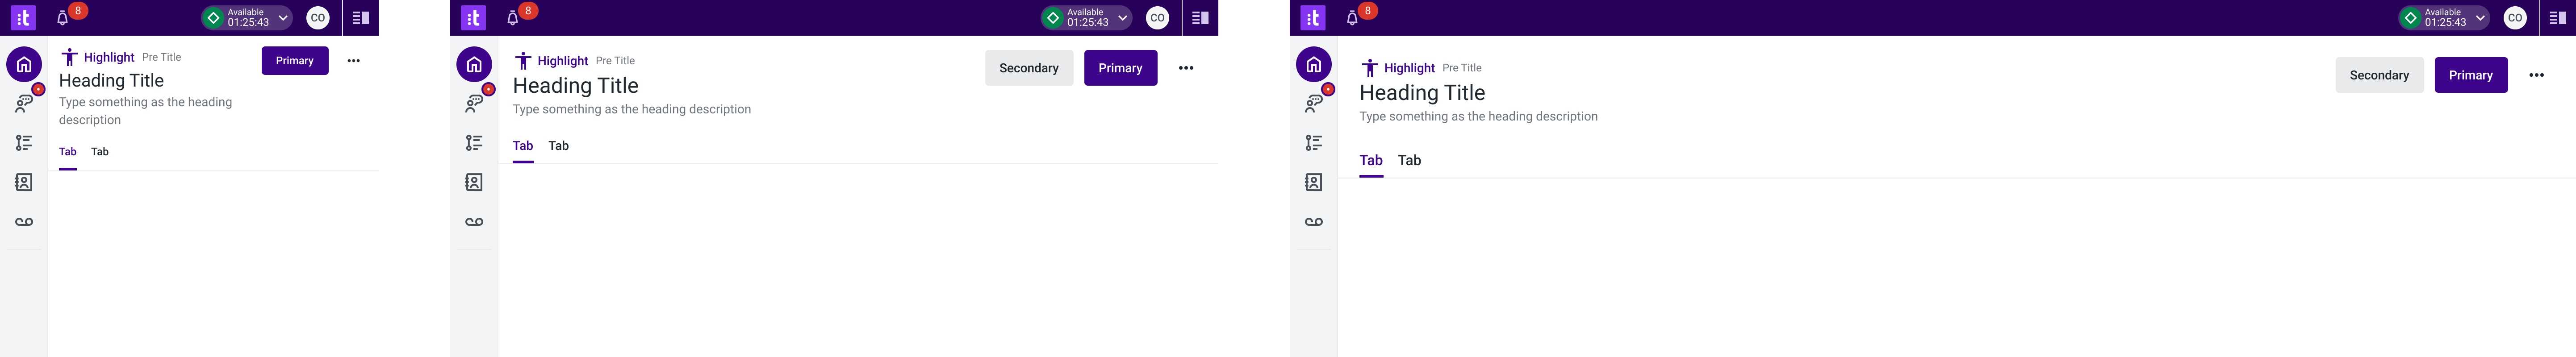 :t
8
Available
01:25:43
CO
Highlight Pre Title
Primary
Heading Title
Type something as the heading
description
Tab Tab
:t
8
Available
01:25:43
CO
Highlight Pre Title
Secondary Primary
Heading Title
Type something as the heading description
Tab Tab
:t
8
Available
01:25:43
CO
Highlight Pre Title
Secondary Primary
Heading Title
Type something as the heading description
Tab Tab